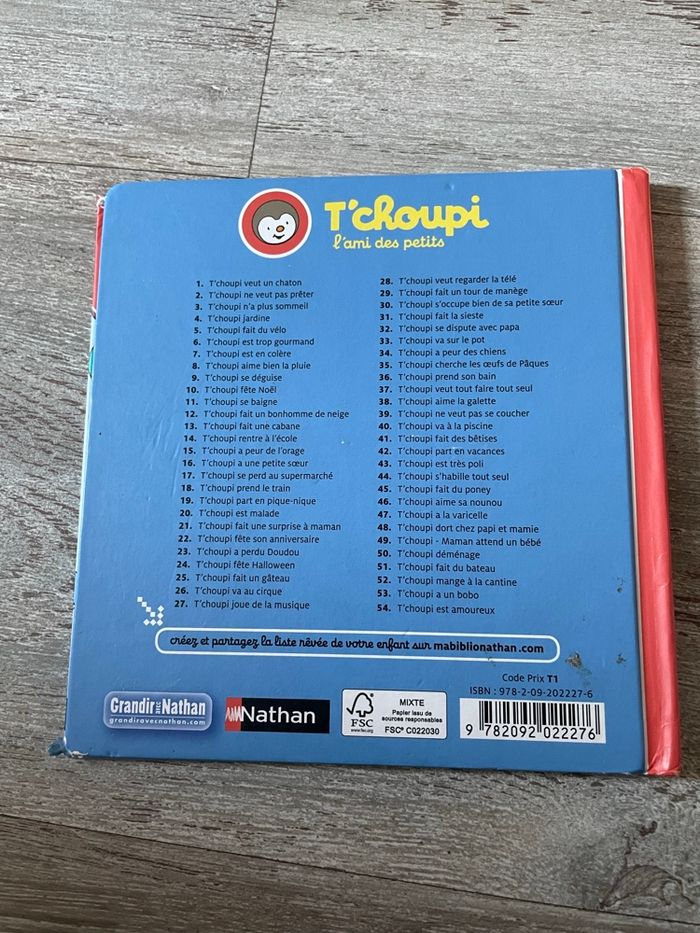 T'choupi
l'ami des petits
1. T'choupi veut un chaton
2. T'choupi ne veut pas prêter
3. T'choupi n'a plus sommeil
4. T'choupi jardine
5. T'choupi fait du vélo
6. T'choupi est trop gourmand
7. T'choupi est en colère
8. T'choupi aime bien la pluie
9. T'choupi se déguise
10. T'choupi fête Noël
11. T'choupi se baigne
12. T'choupi fait un bonhomme de neige
13. T'choupi fait une cabane
14. T'choupi rentre à l'école
15. T'choupi a peur de l'orage
16. T'choupi a une petite sœur
17. T'choupi se perd au supermarché
18. T'choupi prend le train
19. T'choupi part en pique-nique
20. T'choupi est malade
21. T'choupi fait une surprise à maman
22. T'choupi fête son anniversaire
23. T'choupi a perdu Doudou
24. T'choupi fête Halloween
25. T'choupi fait un gâteau
26. T'choupi va au cirque
27. T'choupi joue de la musique
28. T'choupi veut regarder la télé
29. T'choupi fait un tour de manège
30. T'choupi s'occupe bien de sa petite sœur
31. T'choupi fait la sieste
32. T'choupi se dispute avec papa
33. T'choupi va sur le pot
34. T'choupi a peur des chiens
35. T'choupi cherche les œufs de Pâques
36. T'choupi prend son bain
37. T'choupi veut tout faire tout seul
38. T'choupi aime la galette
39. T'choupi ne veut pas se coucher
40. T'choupi va à la piscine
41. T'choupi fait des bêtises
42. T'choupi part en vacances
43. T'choupi est très poli
44. T'choupi s'habille tout seul
45. T'choupi fait du poney
46. T'choupi aime sa nounou
47. T'choupi a la varicelle
48. T'choupi dort chez papi et mamie
49. T'choupi - Maman attend un bébé
50. T'choupi déménage
51. T'choupi fait du bateau
52. T'choupi mange à la cantine
53. T'choupi a un bobo
54. T'choupi est amoureux
créez et partagez la liste rêvée de votre enfant sur mabiblionathan.com
Code Prix T1
ISBN : 978-2-09-202227-6
Grandir avec Nathan
grandiravecnathan.com
Nathan
FSC
www.fsc.org
MIXTE
Papier issu de
sources responsables
FSC® C022030
9 782092 022276